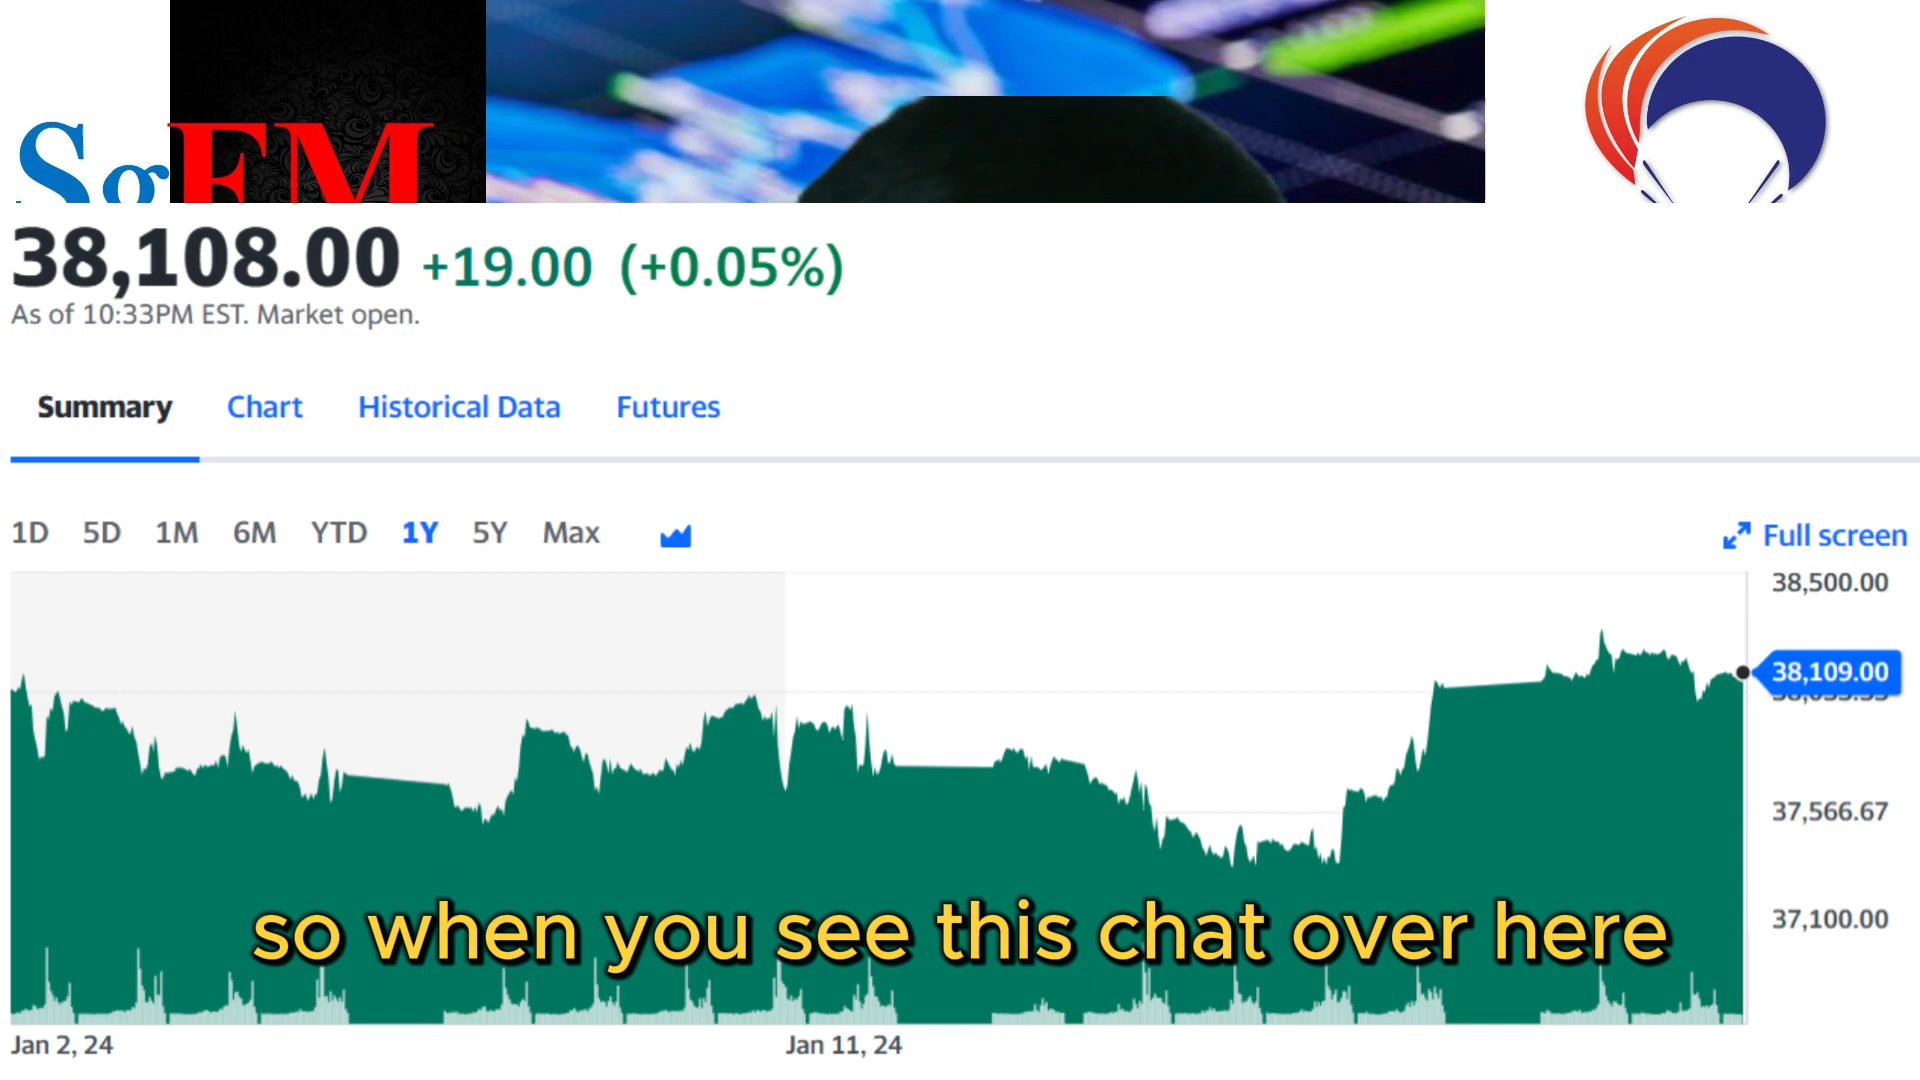 SG FM
38,108.00 +19.00 (+0.05%)
As of 10:33PM EST. Market open.
Summary Chart Historical Data Futures
1D 5D 1M 6M YTD 1Y 5Y Max Full screen
38,500.00
38,109.00
37,566.67
37,100.00
so when you see this chat over here
Jan 2, 24 Jan 11, 24